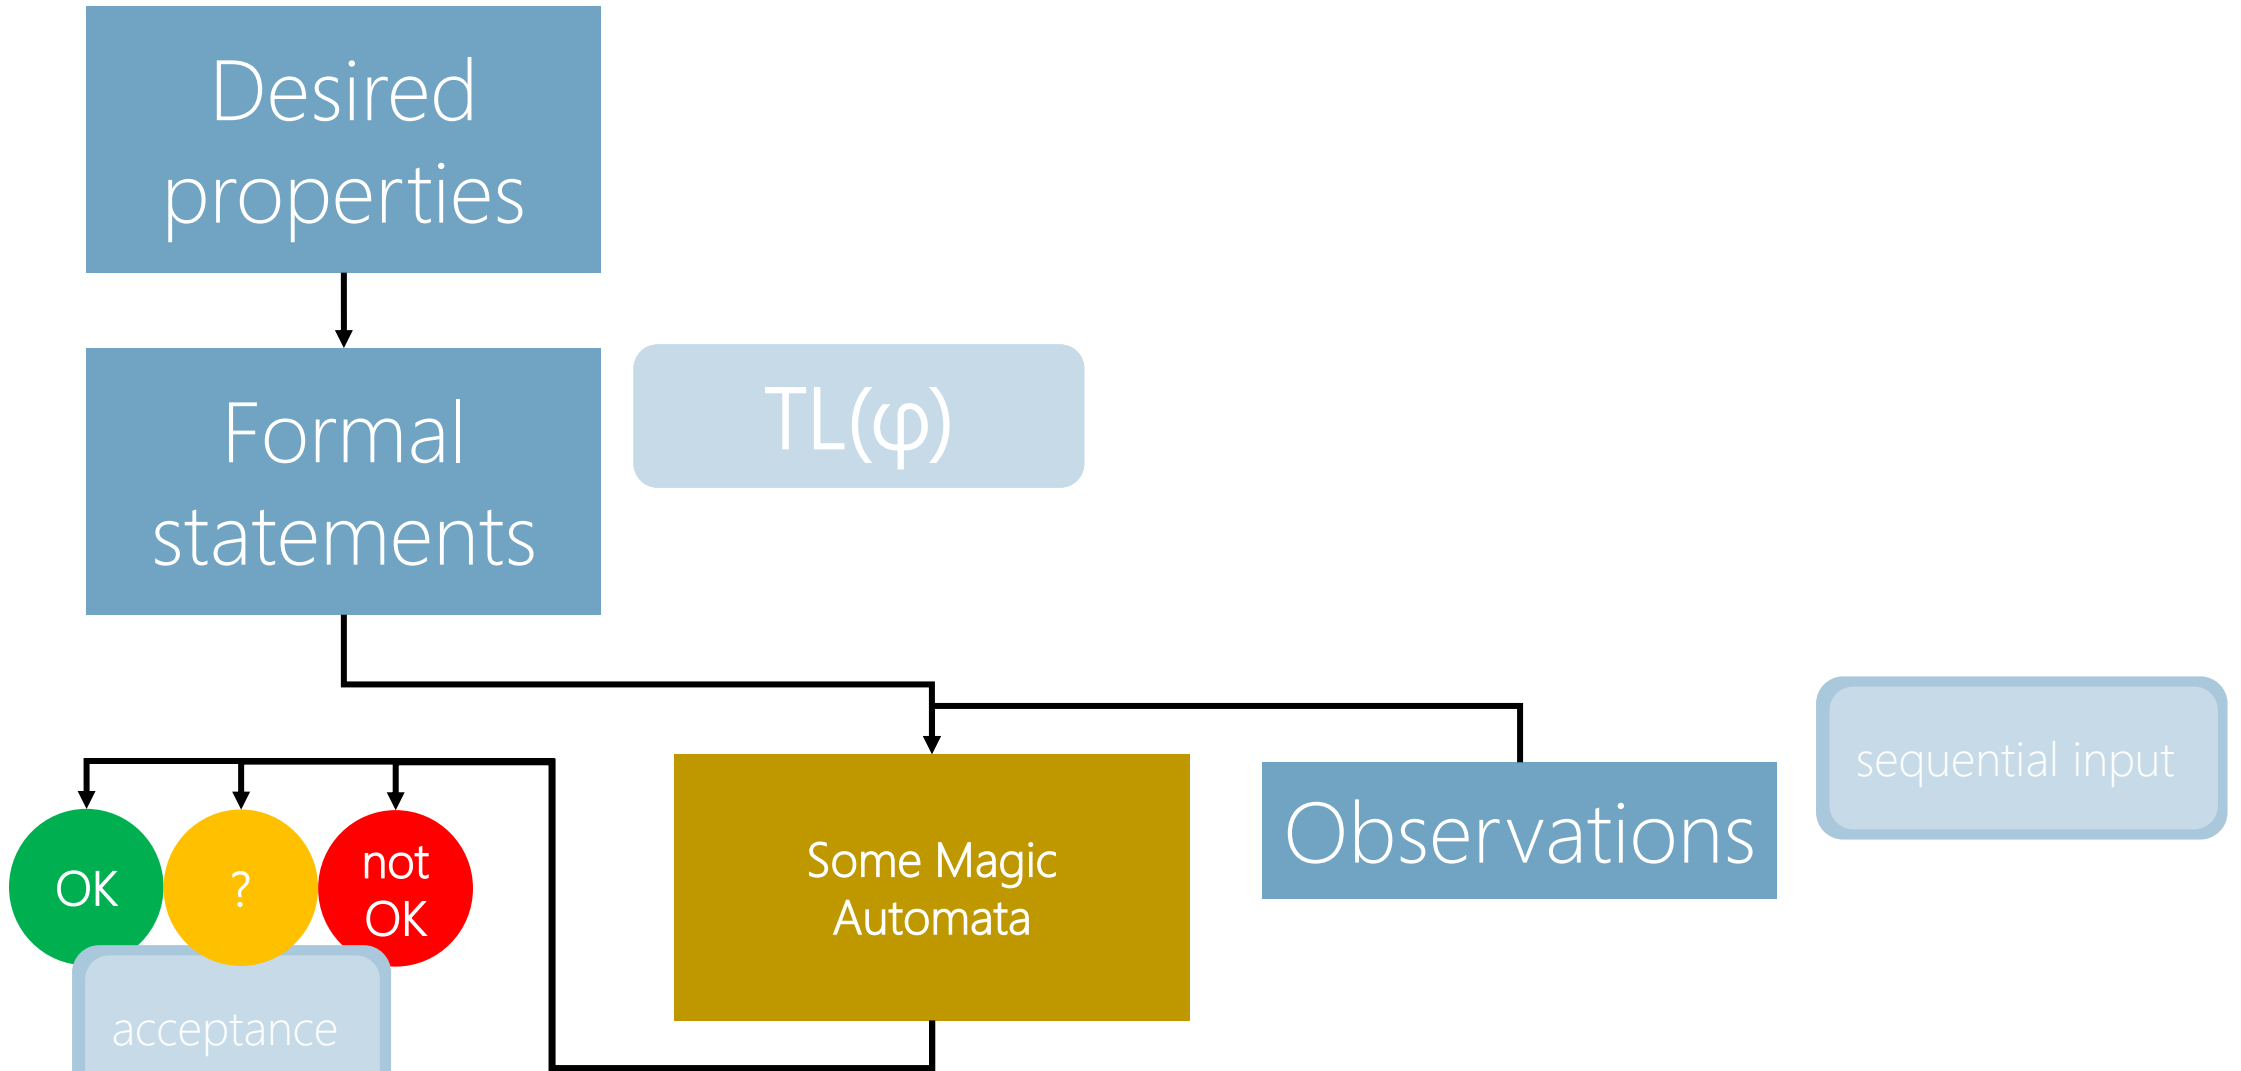 Desired
properties
Formal
statements
TL(φ)
sequential input
OK
?
not
OK
Some Magic
Automata
Observations
acceptance